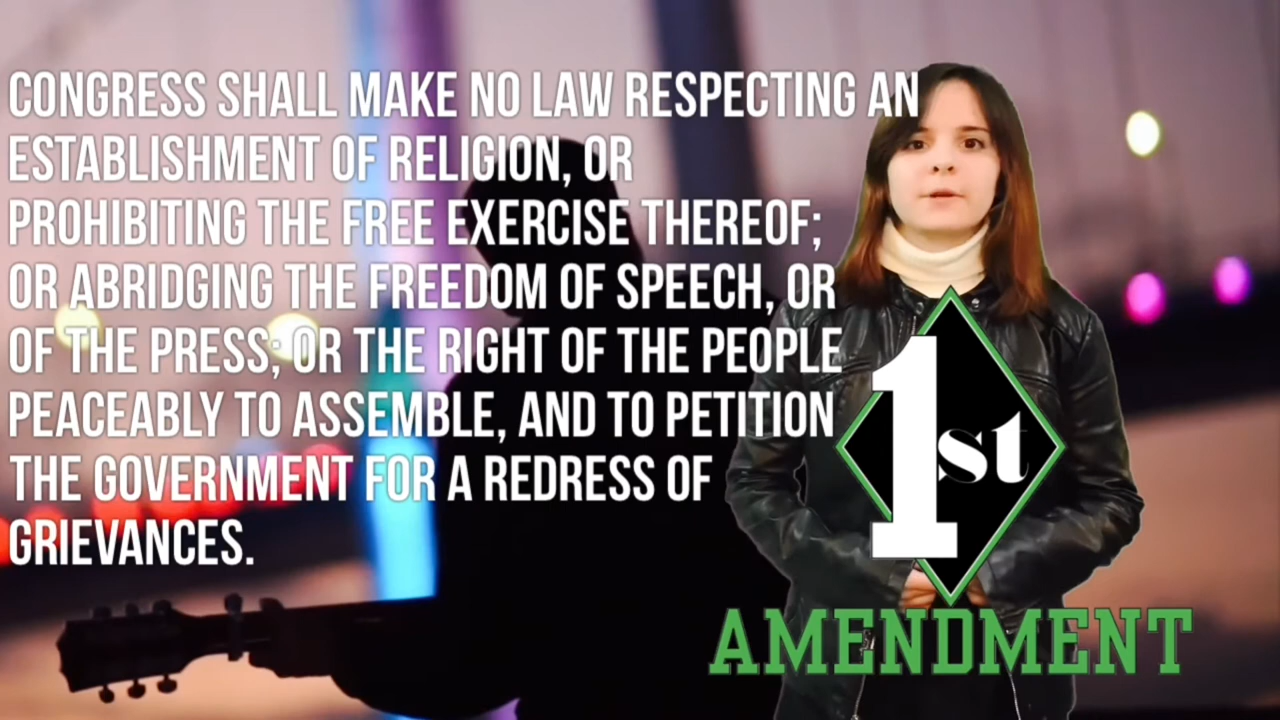 CONGRESS SHALL MAKE NO LAW RESPECTING AN
ESTABLISHMENT OF RELIGION, OR
PROHIBITING THE FREE EXERCISE THEREOF;
OR ABRIDGING THE FREEDOM OF SPEECH, OR
OF THE PRESS; OR THE RIGHT OF THE PEOPLE
PEACEABLY TO ASSEMBLE, AND TO PETITION
THE GOVERNMENT FOR A REDRESS OF
GRIEVANCES.
1st
AMENDMENT